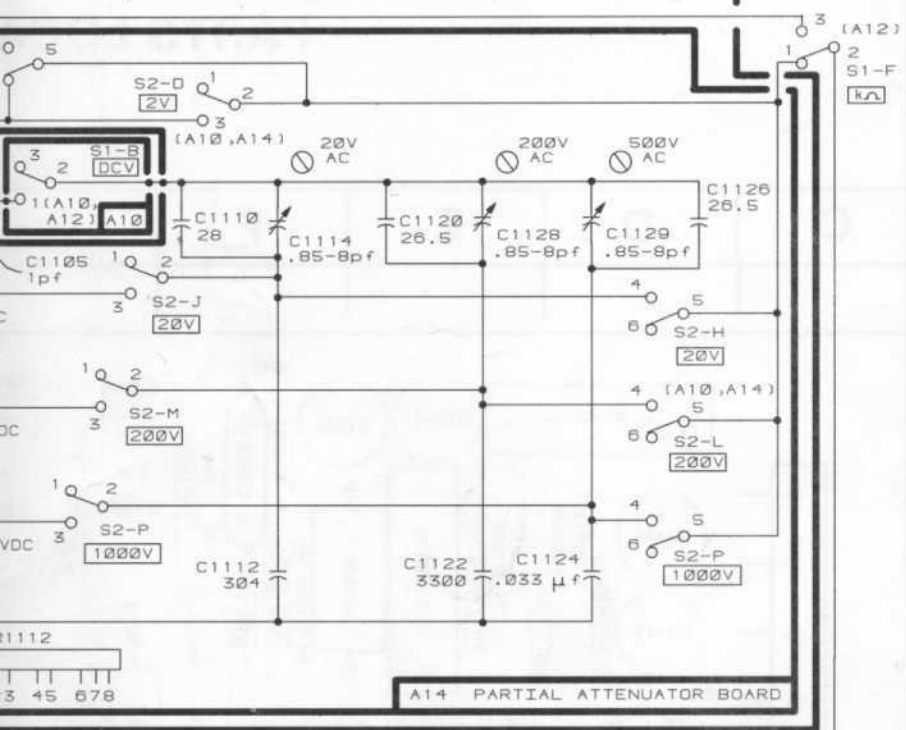 3
(A12)
5
1
2
S2-D
1
S1-F
2V
2
kΩ
3
(A10,A14)
20V
AC
200V
AC
500V
AC
3
S1-B
2
DCV
1(A10,
A12)
A10
C1110
28
C1114
.85-8pf
C1120
26.5
C1128
.85-8pf
C1129
.85-8pf
C1126
26.5
C1105
1pf
1
2
3
S2-J
20V
4
5
6
S2-H
20V
1
2
3
S2-M
200V
DC
4
(A10,A14)
5
6
S2-L
200V
1
2
3
S2-P
1000V
VDC
4
5
6
S2-P
1000V
C1112
304
C1122
3300
C1124
.033 µf
R1112
3 45 678
A14 PARTIAL ATTENUATOR BOARD